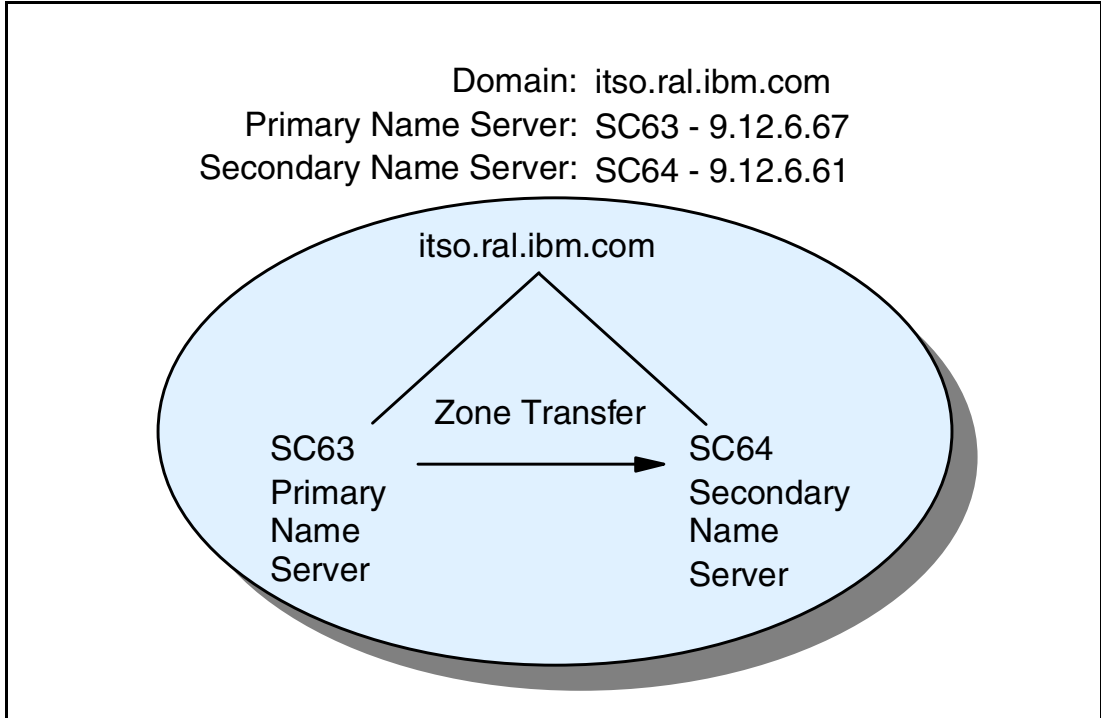 Domain: itso.ral.ibm.com
Primary Name Server: SC63 - 9.12.6.67
Secondary Name Server: SC64 - 9.12.6.61
itso.ral.ibm.com
Zone Transfer
SC63
Primary
Name
Server
SC64
Secondary
Name
Server